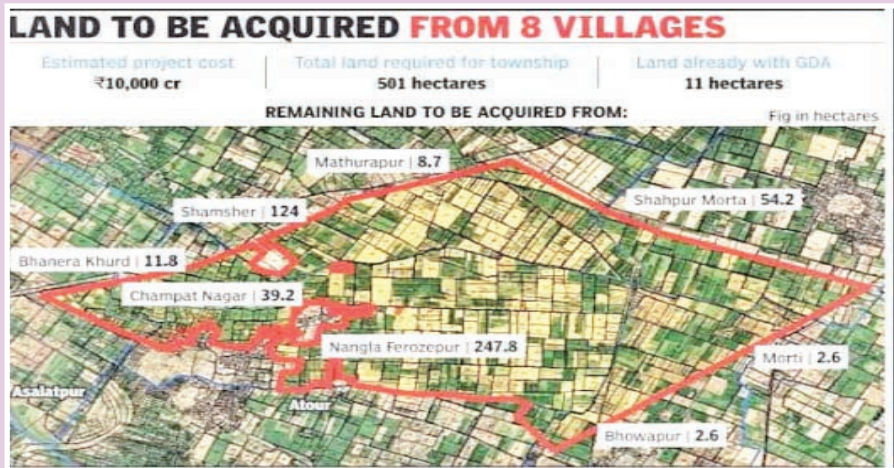 LAND TO BE ACQUIRED FROM 8 VILLAGES
Estimated project cost
₹10,000 cr
Total land required for township
501 hectares
Land already with GDA
11 hectares
REMAINING LAND TO BE ACQUIRED FROM:
Fig in hectares
Mathurapur | 8.7
Shamsher | 124
Shahpur Morta | 54.2
Bhanera Khurd | 11.8
Champat Nagar | 39.2
Nangla Ferozepur | 247.8
Morti | 2.6
Asalatpur
Atour
Bhowapur | 2.6